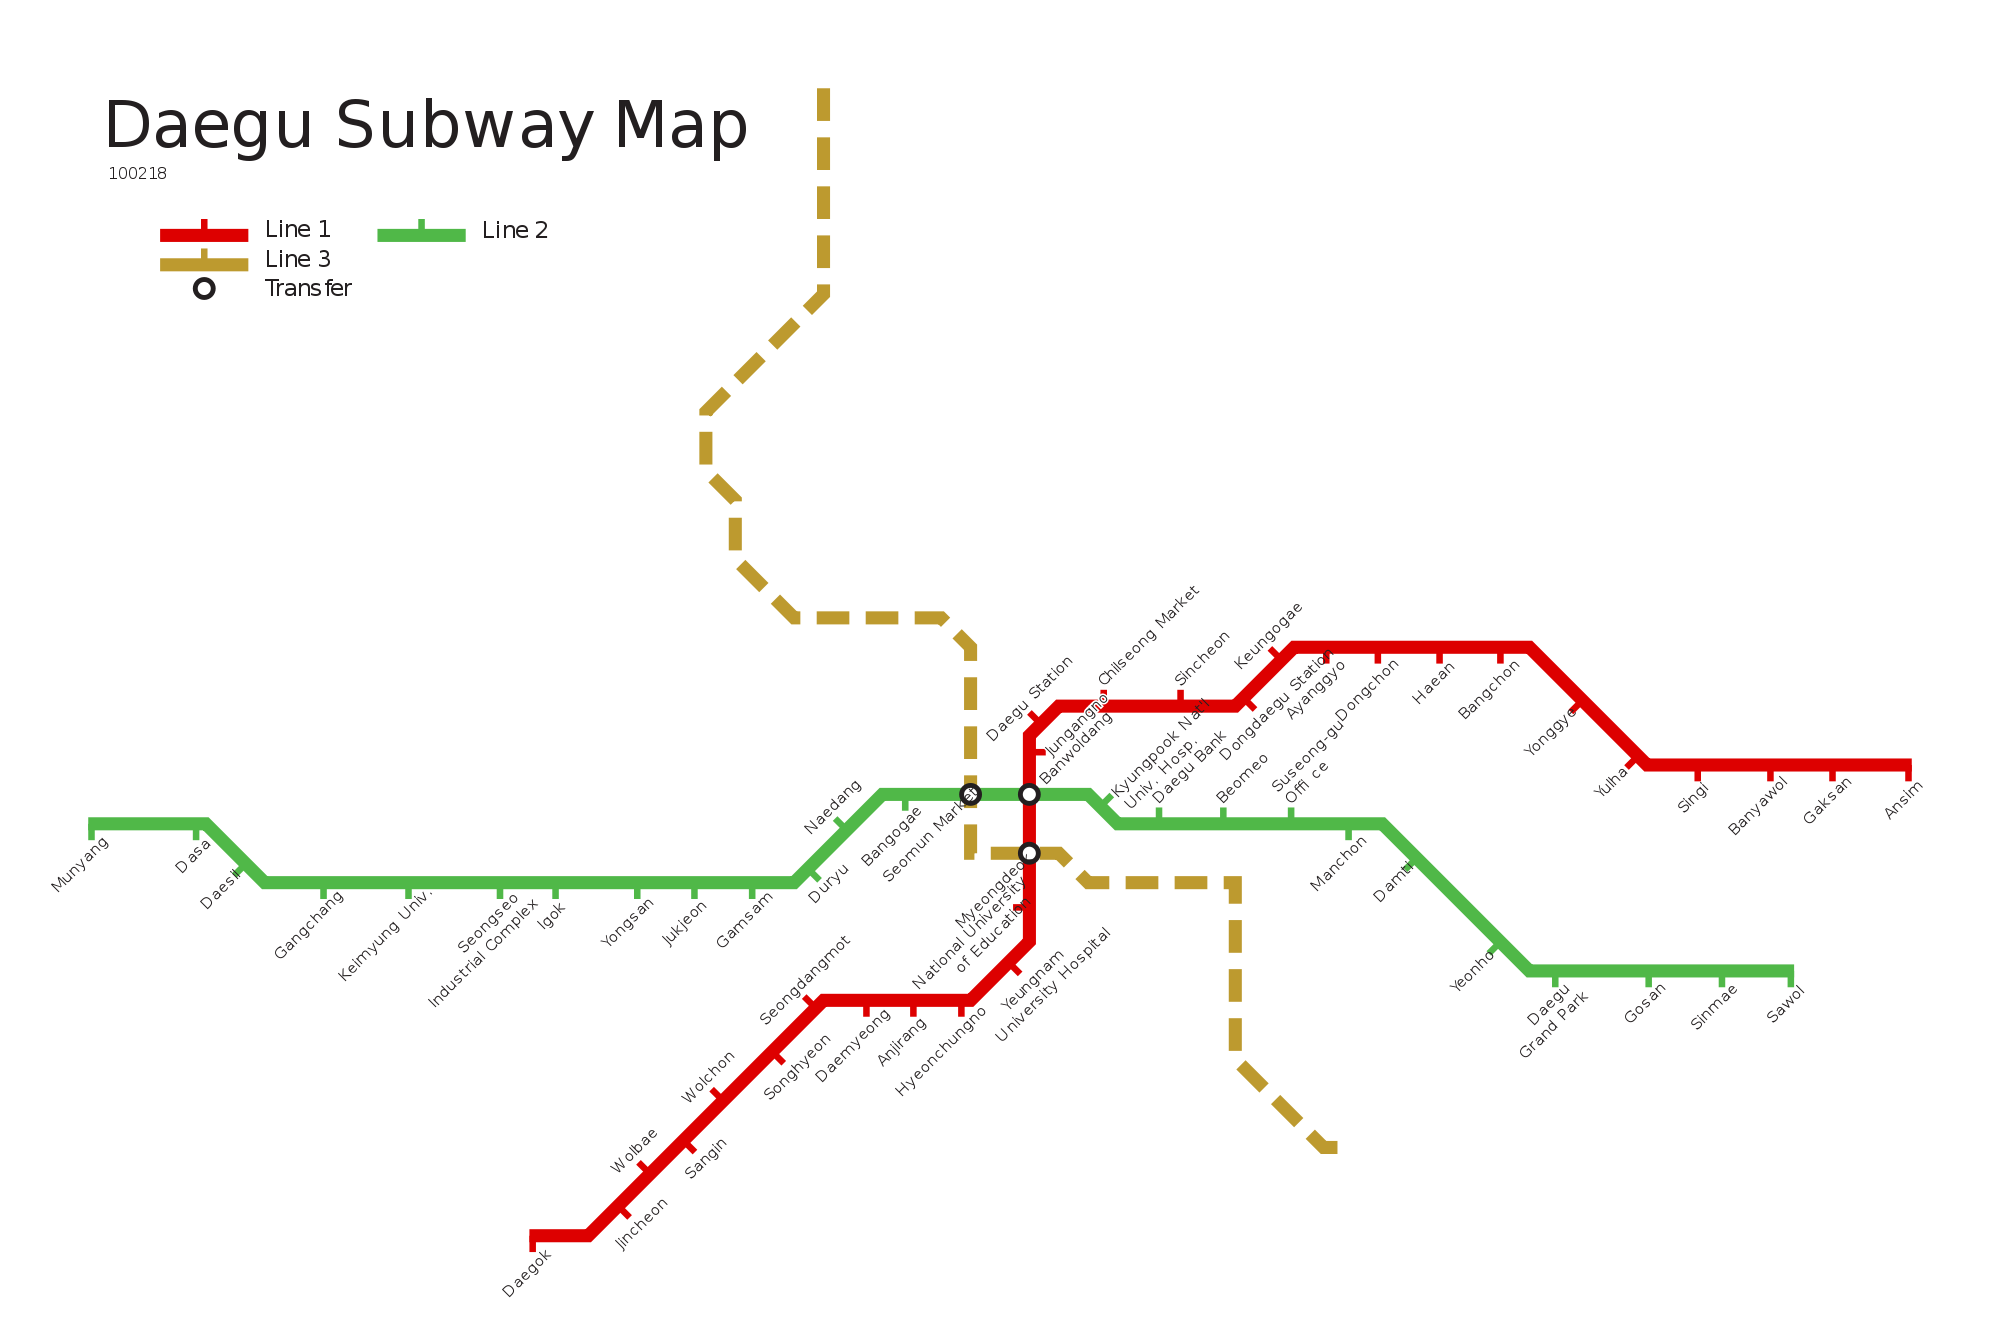 Daegu Subway Map
100218
Line 1
Line 2
Line 3
Transfer
Daegu Station
Chilseong Market
Sincheon
Keungogae
Jungangno
Banwoldang
Kyungpook Nat'l
Univ. Hosp.
Daegu Bank
Dongdaegu Station
Ayanggyo
Dongchon
Haean
Bangchon
Yonggye
Yulha
Singi
Banyawol
Gaksan
Ansim
Beomeo
Suseong-gu
Office
Manchon
Damti
Yeonho
Daegu
Grand Park
Gosan
Sinmae
Sawol
Munyang
Dasa
Daesil
Gangchang
Keimyung Univ.
Seongseo
Industrial Complex
Igok
Yongsan
Jukjeon
Gamsam
Duryu
Naedang
Bangogae
Seomun Market
Myeongdeok
National University
of Education
Yeungnam
University Hospital
Hyeonchungno
Anjirang
Daemyeong
Seongdangmot
Songhyeon
Wolchon
Sangin
Wolbae
Jincheon
Daegok